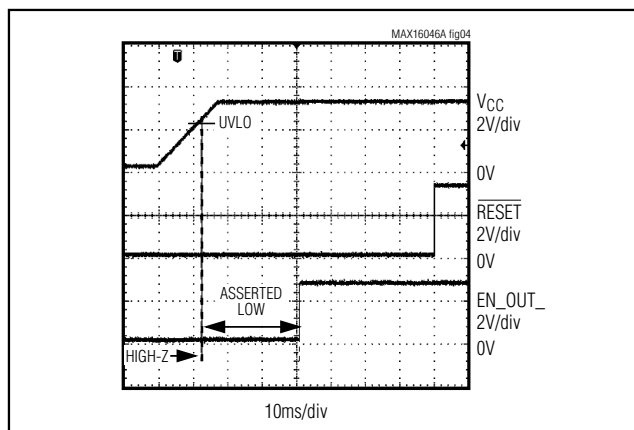 MAX16046A fig04
UVLO
VCC
2V/div
0V
RESET
2V/div
0V
ASSERTED
LOW
EN_OUT_
2V/div
0V
HIGH-Z
10ms/div